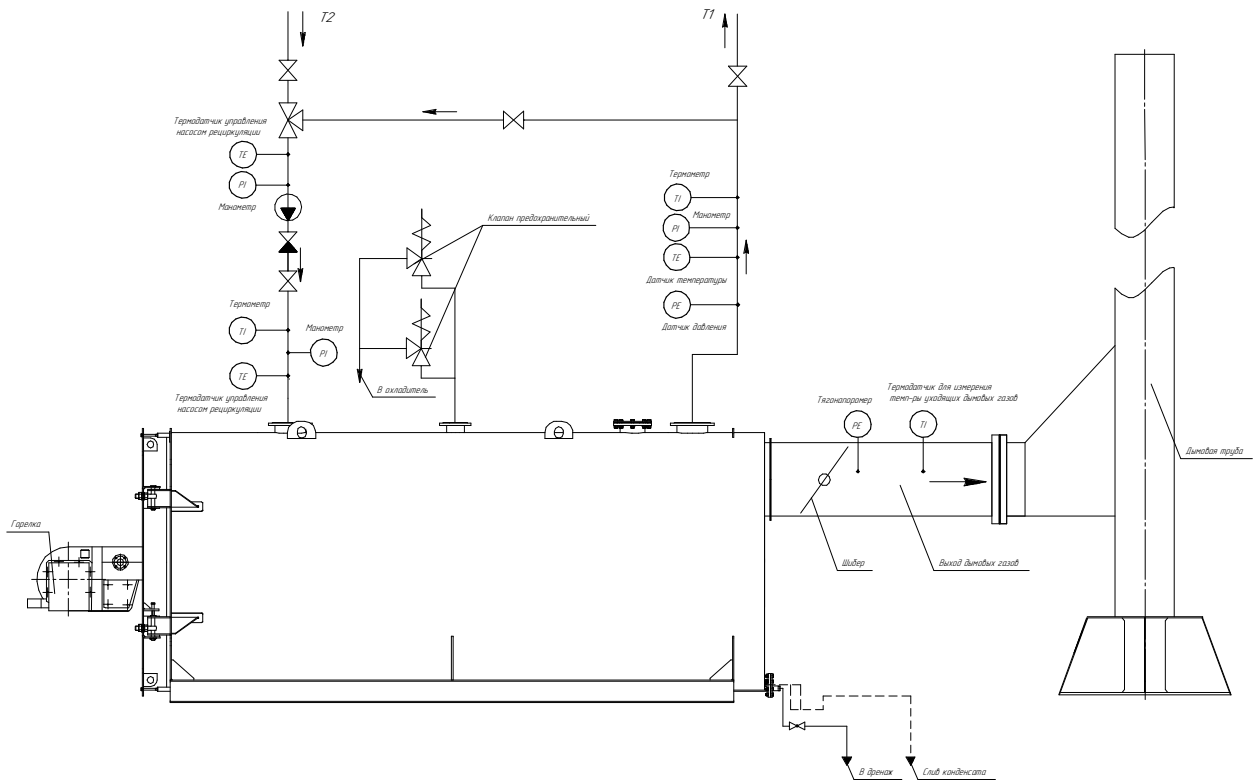 T2
T1
Термодатчик управления
насосом рециркуляции
TE
PI
Манометр
Клапан предохранительный
Термометр
TI
Манометр
PI
TE
Датчик температуры
PE
Датчик давления
Термометр
TI
Манометр
PI
TE
Термодатчик управления
насосом рециркуляции
В охладитель
Тягонапоромер
PE
Термодатчик для измерения
темп-ры уходящих дымовых газов
TI
Дымовая труба
Горелка
Шибер
Выход дымовых газов
В дренаж
Слив конденсата